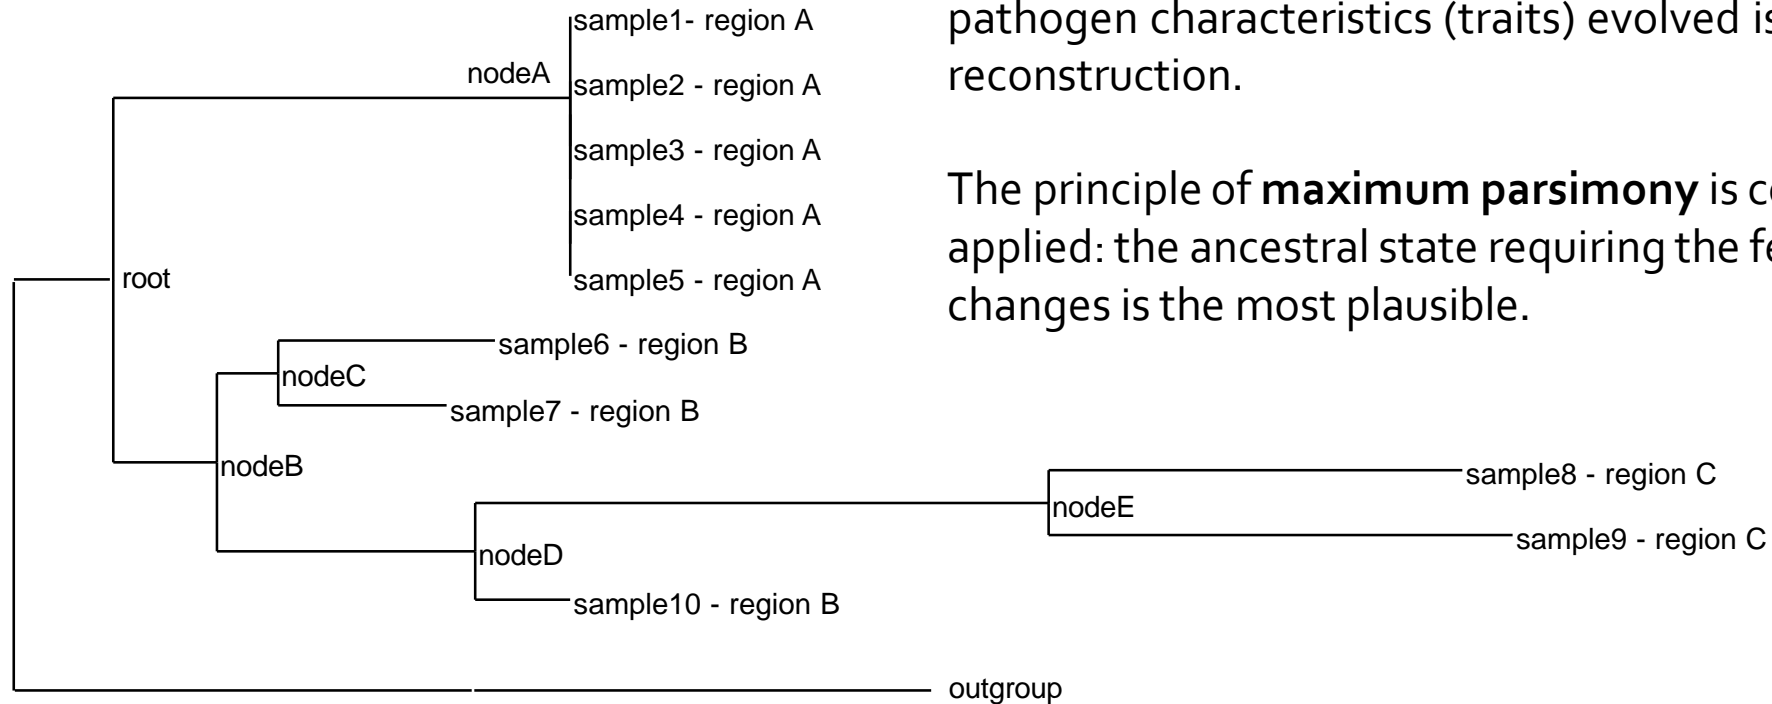 sample1- region A
nodeA
sample2 - region A
sample3 - region A
sample4 - region A
sample5 - region A
root
sample6 - region B
nodeC
sample7 - region B
nodeB
sample8 - region C
nodeE
sample9 - region C
nodeD
sample10 - region B
outgroup
pathogen characteristics (traits) evolved is
reconstruction.
The principle of maximum parsimony is
applied: the ancestral state requiring the
changes is the most plausible.